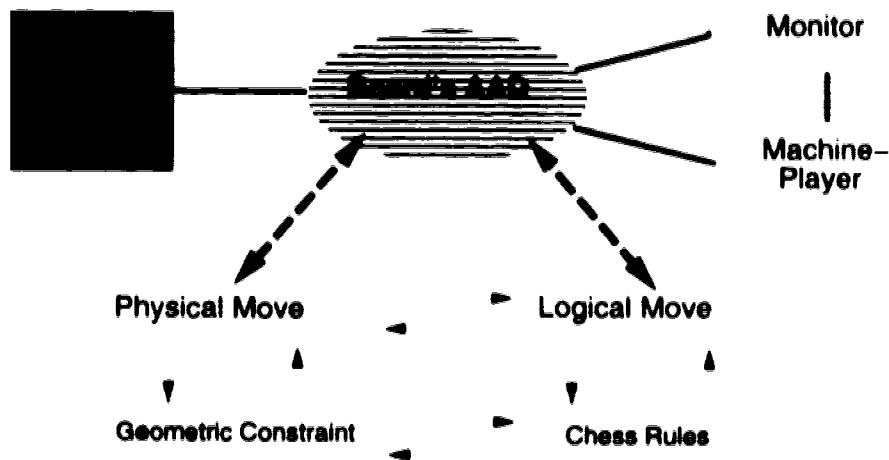 Monitor
Machine-
Player
Physical Move
Logical Move
Geometric Constraint
Chess Rules